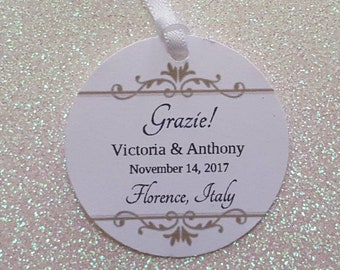 Grazie!
Victoria & Anthony
November 14, 2017
Florence, Italy